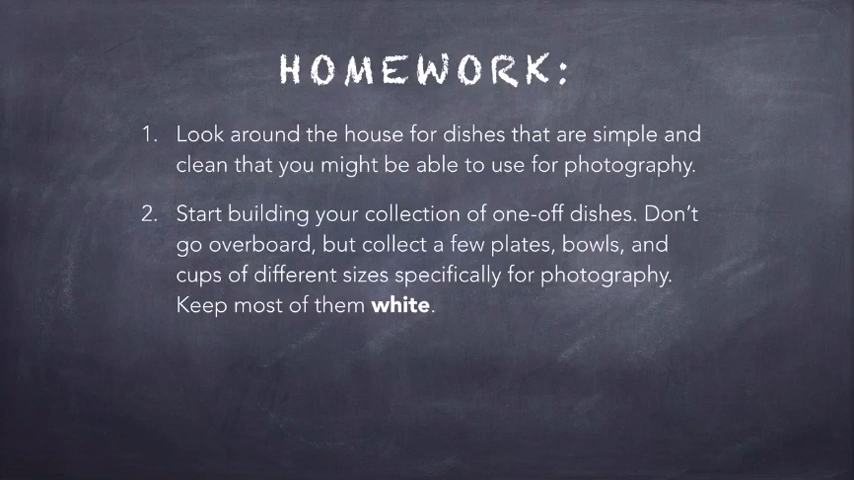 HOMEWORK:
1. Look around the house for dishes that are simple and
clean that you might be able to use for photography.
2. Start building your collection of one-off dishes. Don’t
go overboard, but collect a few plates, bowls, and
cups of different sizes specifically for photography.
Keep most of them white.